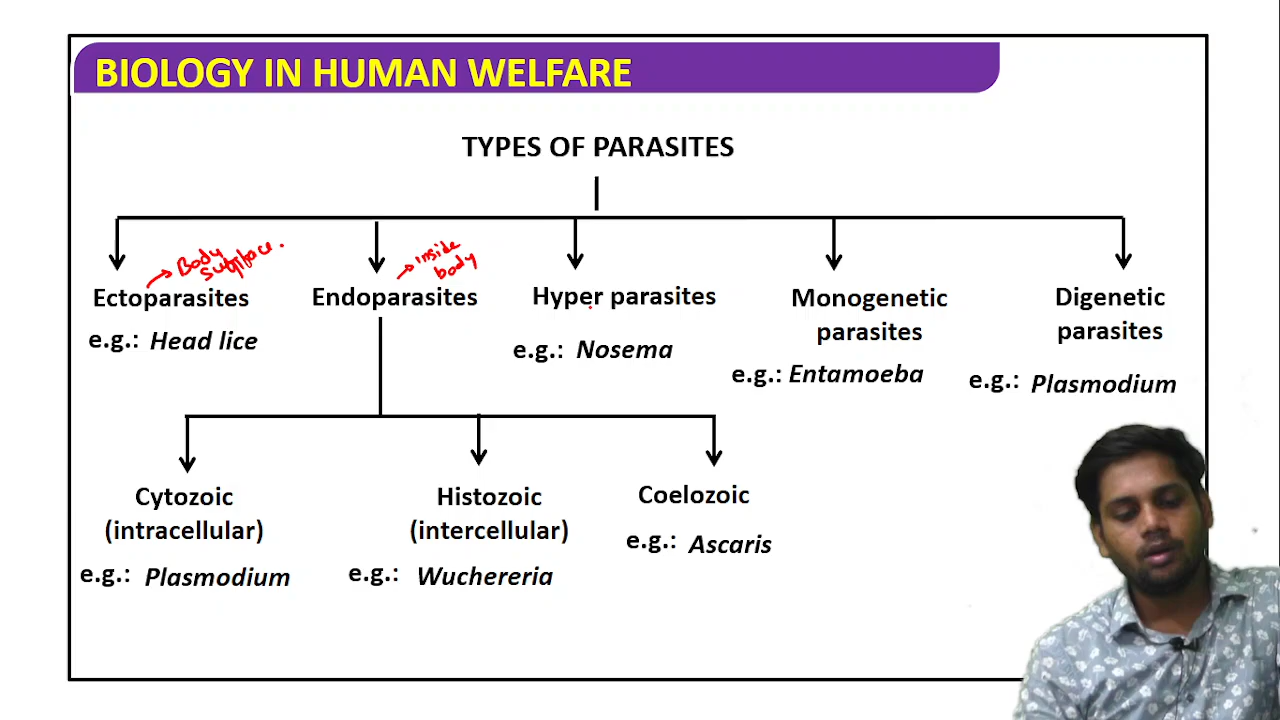 BIOLOGY IN HUMAN WELFARE
TYPES OF PARASITES
Body
surface.
inside
body
Ectoparasites
e.g.: Head lice
Endoparasites
Hyper parasites
e.g.: Nosema
Monogenetic
parasites
e.g.: Entamoeba
Digenetic
parasites
e.g.: Plasmodium
Cytozoic
(intracellular)
e.g.: Plasmodium
Histozoic
(intercellular)
e.g.: Wuchereria
Coelozoic
e.g.: Ascaris